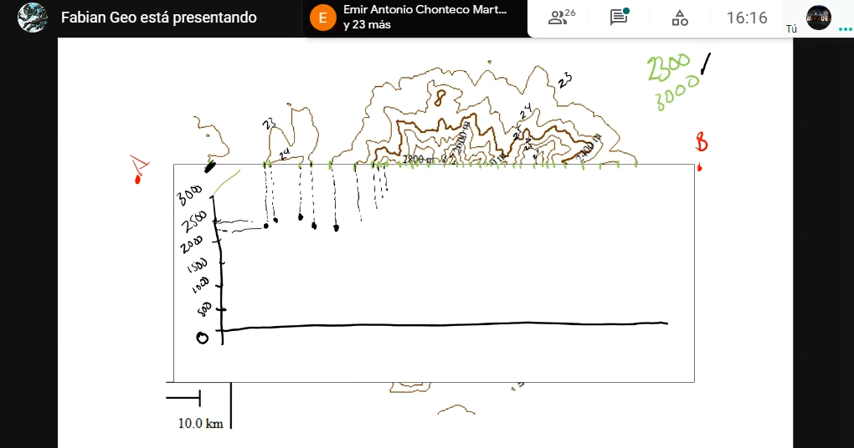 Fabian Geo está presentando
E
Emir Antonio Chonteco Mart...
y 23 más
26
16:16
Tú
2300
3000
23
23
24
24
2800 m
A
B
3000
2500
2000
1500
1000
500
0
10.0 km